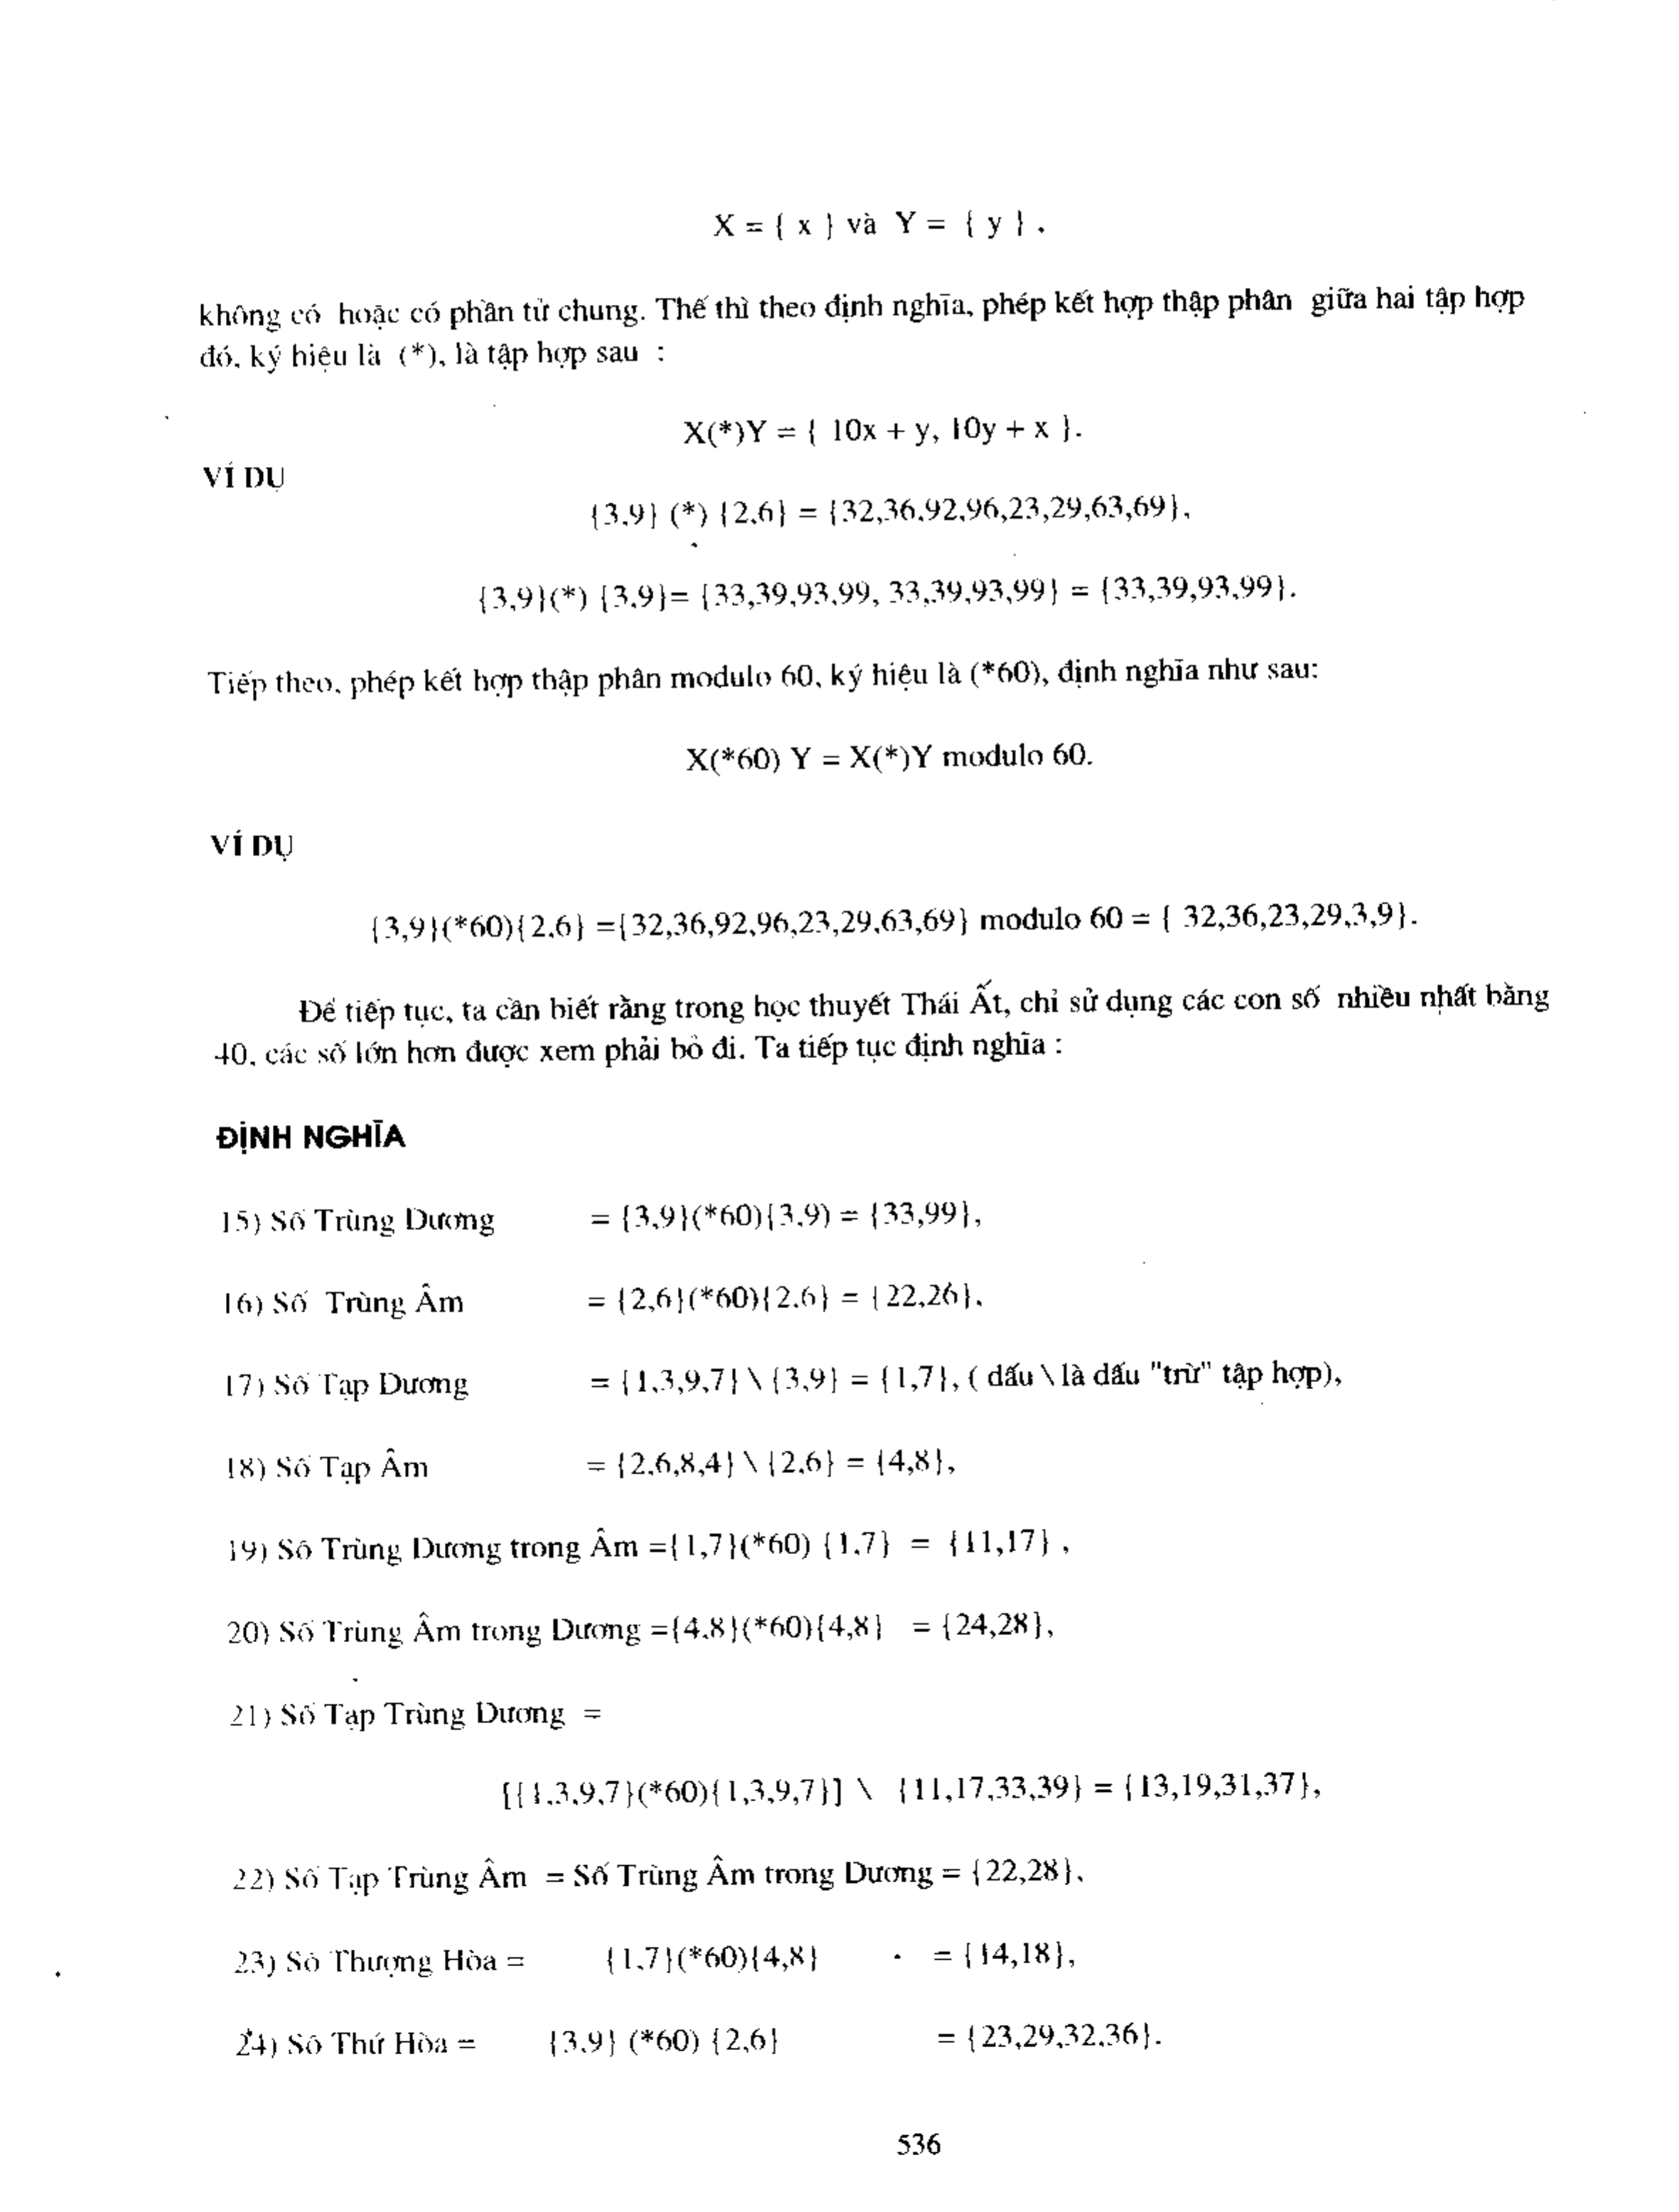 X = { x } và Y = { y } .
không có hoặc có phần tử chung. Thế thì theo định nghĩa, phép kết hợp thập phân giữa hai tập hợp
đó, ký hiệu là (*), là tập hợp sau :
X(*)Y = { 10x + y, 10y + x }.
VÍ DỤ
{3,9} (*) {2,6} = {32,36,92,96,23,29,63,69},
{3,9}(*) {3,9}= {33,39,93,99, 33,39,93,99} = {33,39,93,99}.
Tiếp theo, phép kết hợp thập phân modulo 60, ký hiệu là (*60), định nghĩa như sau:
X(*60) Y = X(*)Y modulo 60.
VÍ DỤ
{3,9}(*60){2,6} ={32,36,92,96,23,29,63,69} modulo 60 = { 32,36,23,29,3,9}.
Để tiếp tục, ta cần biết rằng trong học thuyết Thái Ất, chỉ sử dụng các con số nhiều nhất bằng
40, các số lớn hơn được xem phải bỏ đi. Ta tiếp tục định nghĩa :
ĐỊNH NGHĨA
15) Số Trùng Dương = {3,9}(*60){3,9) = {33,99},
16) Số Trùng Âm = {2,6}(*60){2,6} = {22,26},
17) Số Tạp Dương = {1,3,9,7} \ {3,9} = {1,7}, ( dấu \ là dấu "trừ" tập hợp),
18) Số Tạp Âm = {2,6,8,4} \ {2,6} = {4,8},
19) Số Trùng Dương trong Âm ={1,7}(*60) {1,7} = {11,17} ,
20) Số Trùng Âm trong Dương ={4,8}(*60){4,8} = {24,28},
21) Số Tạp Trùng Dương =
[{1,3,9,7}(*60){1,3,9,7}] \ {11,17,33,39} = {13,19,31,37},
22) Số Tạp Trùng Âm = Số Trùng Âm trong Dương = {22,28},
23) Số Thượng Hòa = {1,7}(*60){4,8} = {14,18},
24) Số Thứ Hòa = {3,9} (*60) {2,6} = {23,29,32,36}.
536